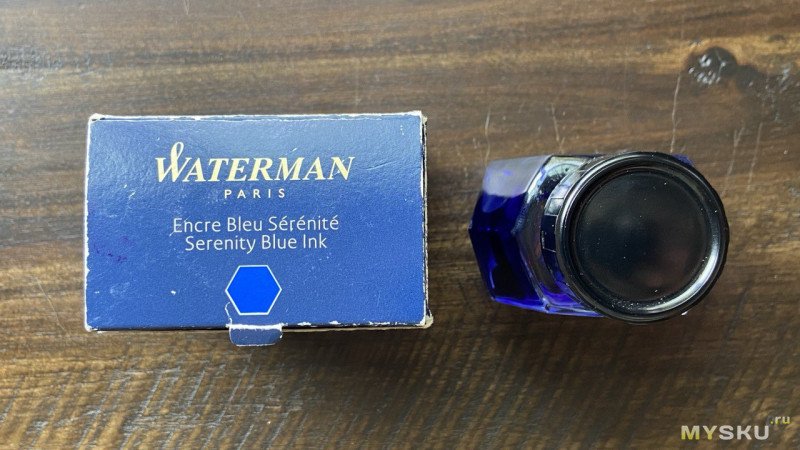 WATERMAN
PARIS
Encre Bleu Sérénité
Serenity Blue Ink
MYSKU.ru